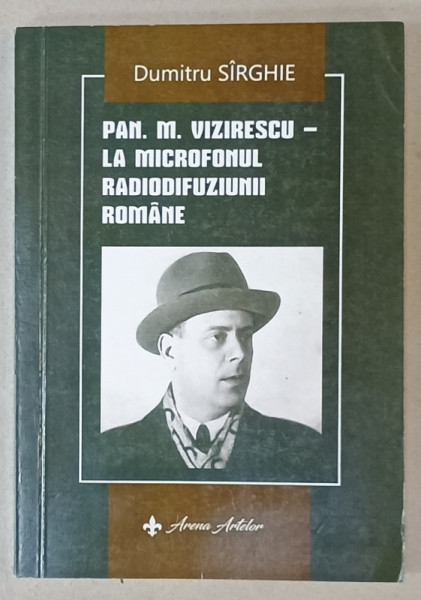 Dumitru SÎRGHIE
PAN. M. VIZIRESCU –
LA MICROFONUL
RADIODIFUZIUNII
ROMÂNE
Arena Artelor